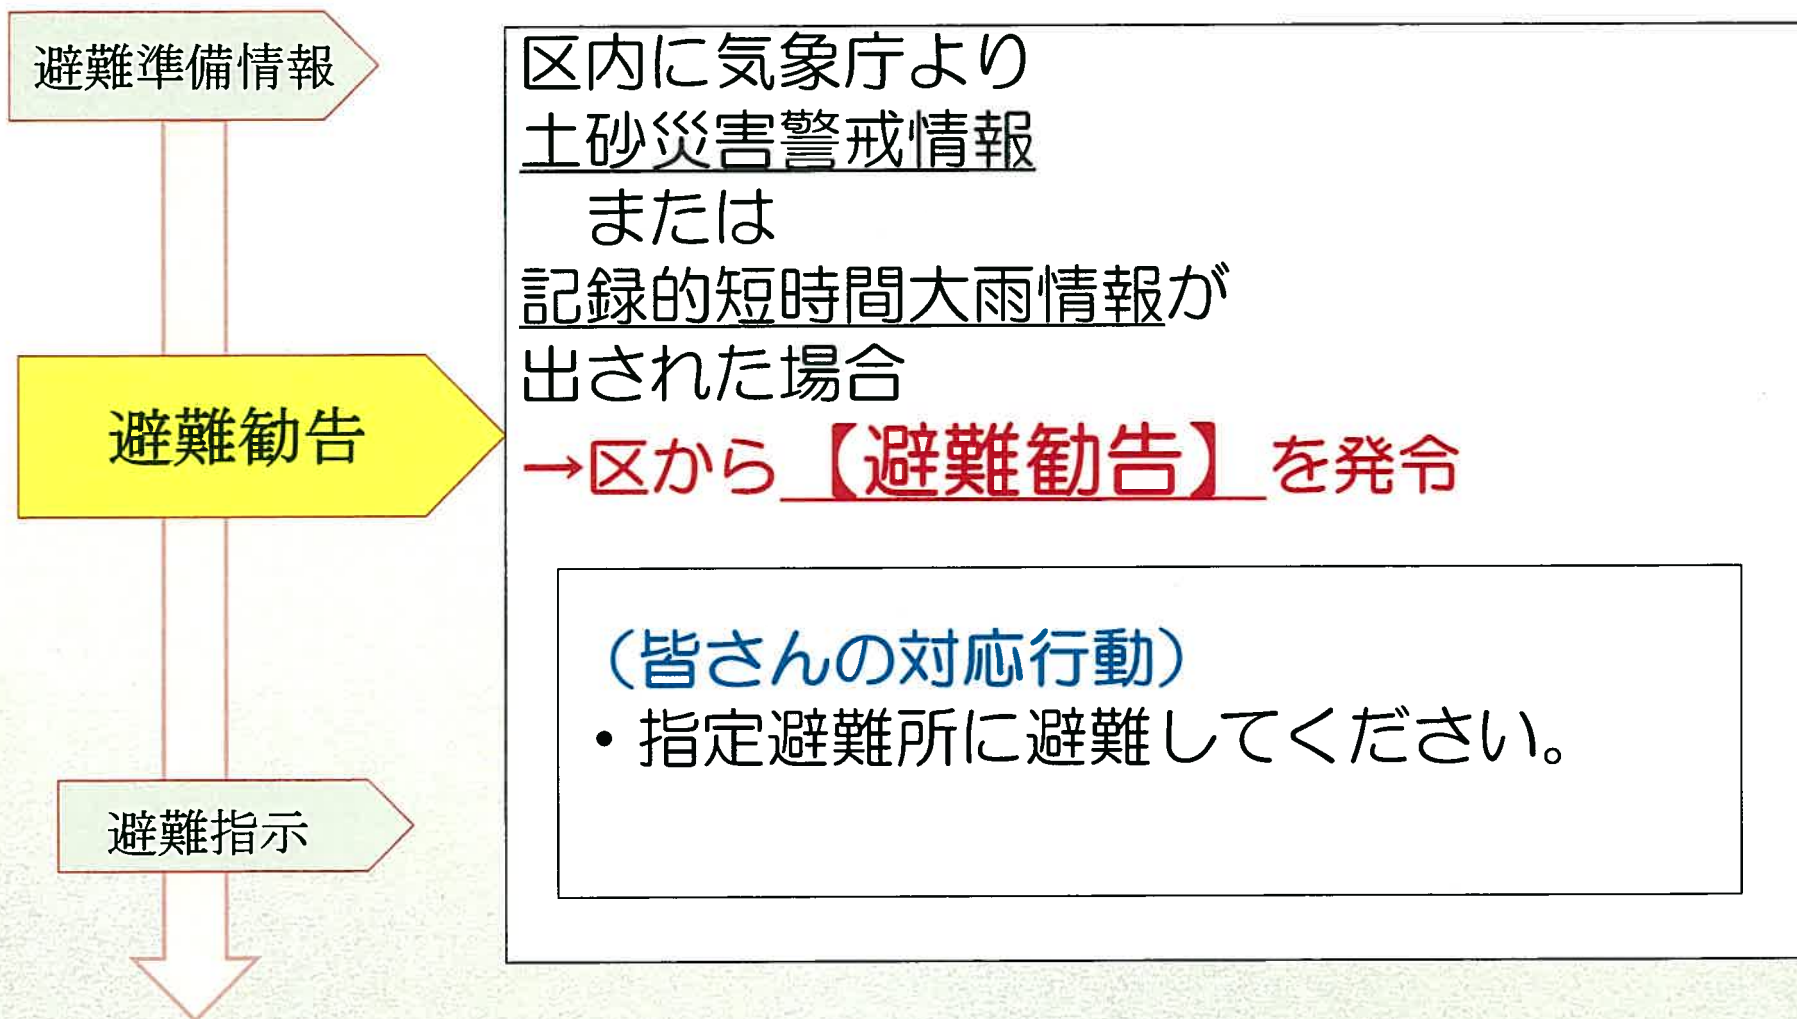 避難準備情報
避難勧告
避難指示
区内に気象庁より
土砂災害警戒情報
または
記録的短時間大雨情報が
出された場合
→区から【避難勧告】を発令
(皆さんの対応行動)
・指定避難所に避難してください。